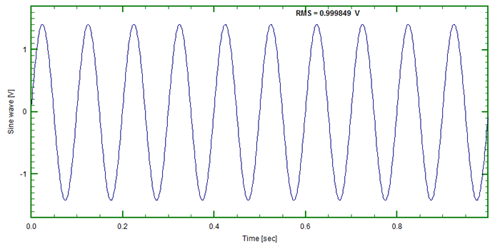 RMS = 0.999849 V
Sine wave [V]
1
0
-1
0.0 0.2 0.4 0.6 0.8
Time [sec]